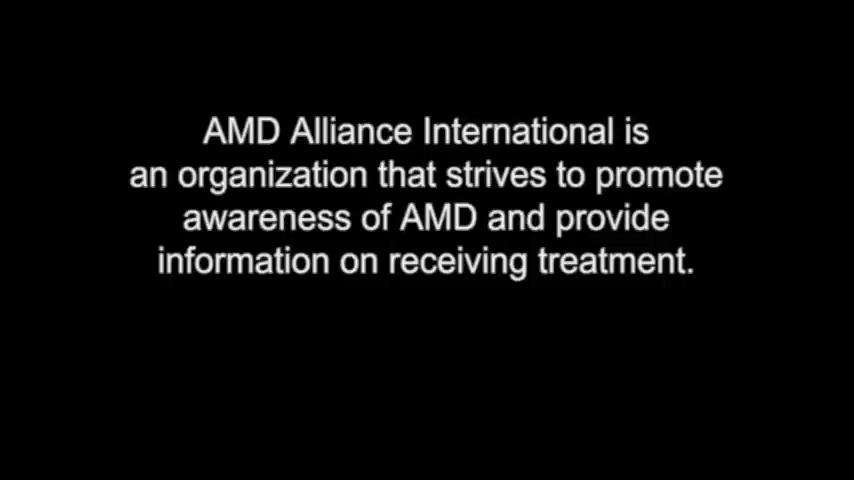 AMD Alliance International is
an organization that strives to promote
awareness of AMD and provide
information on receiving treatment.